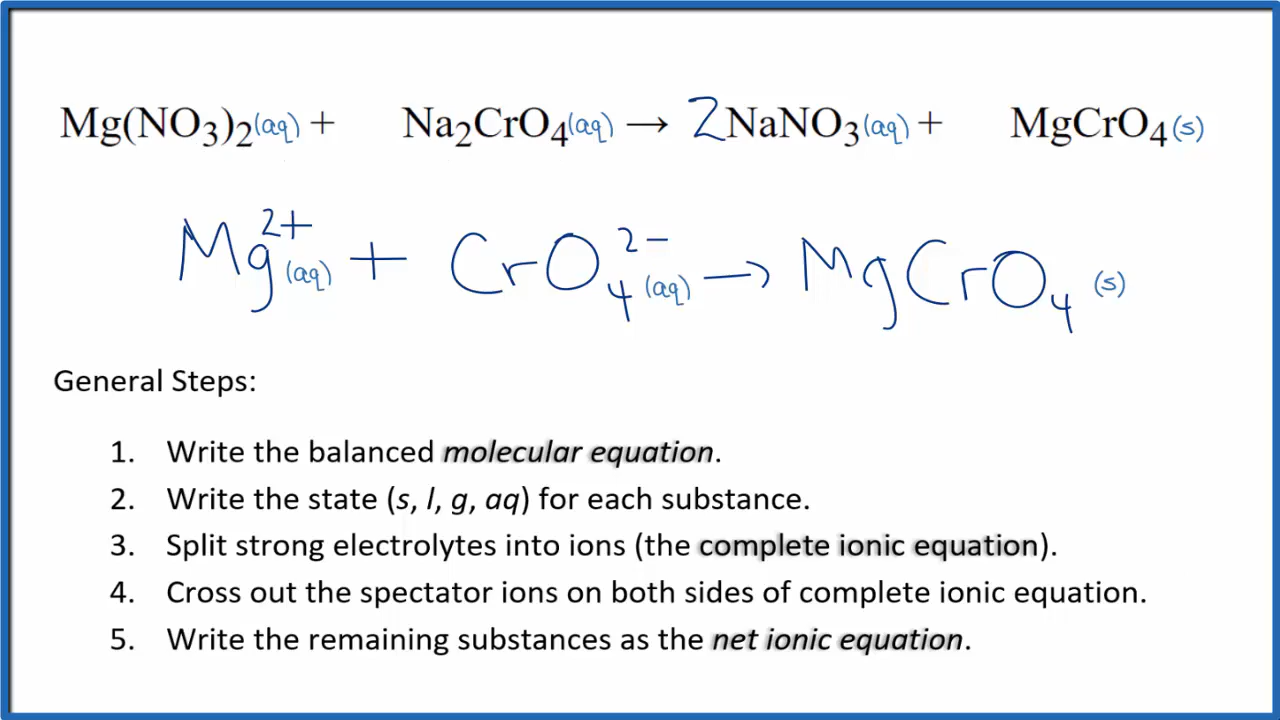 Mg(NO₃)₂(aq) + Na₂CrO₄(aq) → 2NaNO₃(aq) + MgCrO₄(s)
Mg²⁺(aq) + CrO₄²⁻(aq) → MgCrO₄(s)
General Steps:
1. Write the balanced molecular equation.
2. Write the state (s, l, g, aq) for each substance.
3. Split strong electrolytes into ions (the complete ionic equation).
4. Cross out the spectator ions on both sides of complete ionic equation.
5. Write the remaining substances as the net ionic equation.